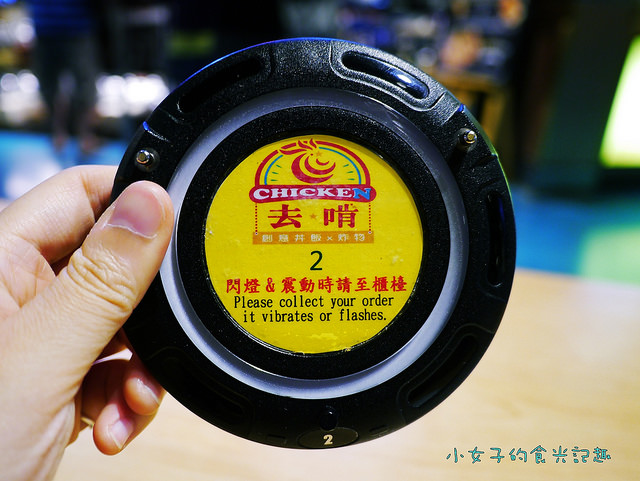 CHICKEN
去★啃
創意丼飯×炸物
2
閃燈&震動時請至櫃檯
Please collect your order
it vibrates or flashes.
2
小女子的食光記趣